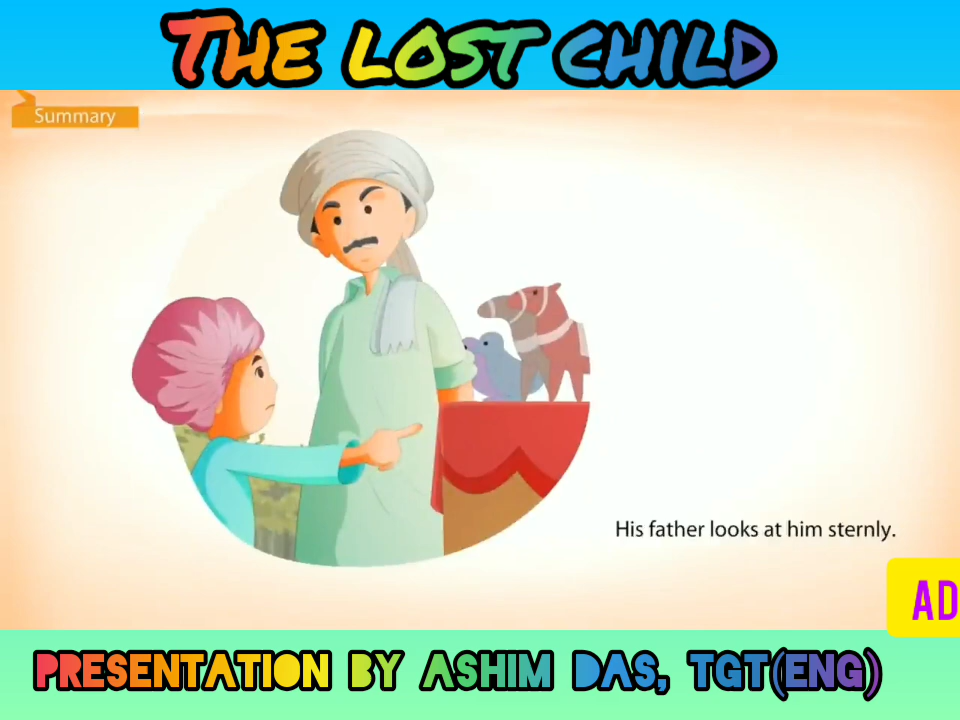 THE LOST CHILD
Summary
His father looks at him sternly.
AD
PRESENTATION BY ASHIM DAS, TGT(ENG)